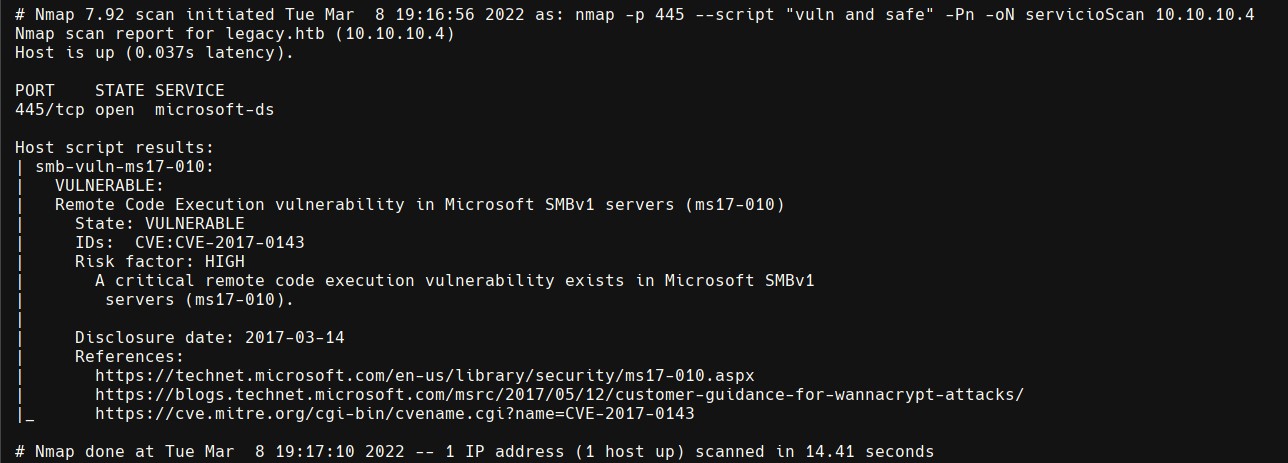 # Nmap 7.92 scan initiated Tue Mar  8 19:16:56 2022 as: nmap -p 445 --script "vuln and safe" -Pn -oN servicioScan 10.10.10.4
Nmap scan report for legacy.htb (10.10.10.4)
Host is up (0.037s latency).

PORT    STATE SERVICE
445/tcp open  microsoft-ds

Host script results:
| smb-vuln-ms17-010:
|   VULNERABLE:
|   Remote Code Execution vulnerability in Microsoft SMBv1 servers (ms17-010)
|     State: VULNERABLE
|     IDs:  CVE:CVE-2017-0143
|     Risk factor: HIGH
|       A critical remote code execution vulnerability exists in Microsoft SMBv1
|        servers (ms17-010).
|
|     Disclosure date: 2017-03-14
|     References:
|       https://technet.microsoft.com/en-us/library/security/ms17-010.aspx
|       https://blogs.technet.microsoft.com/msrc/2017/05/12/customer-guidance-for-wannacrypt-attacks/
|_      https://cve.mitre.org/cgi-bin/cvename.cgi?name=CVE-2017-0143

# Nmap done at Tue Mar  8 19:17:10 2022 -- 1 IP address (1 host up) scanned in 14.41 seconds